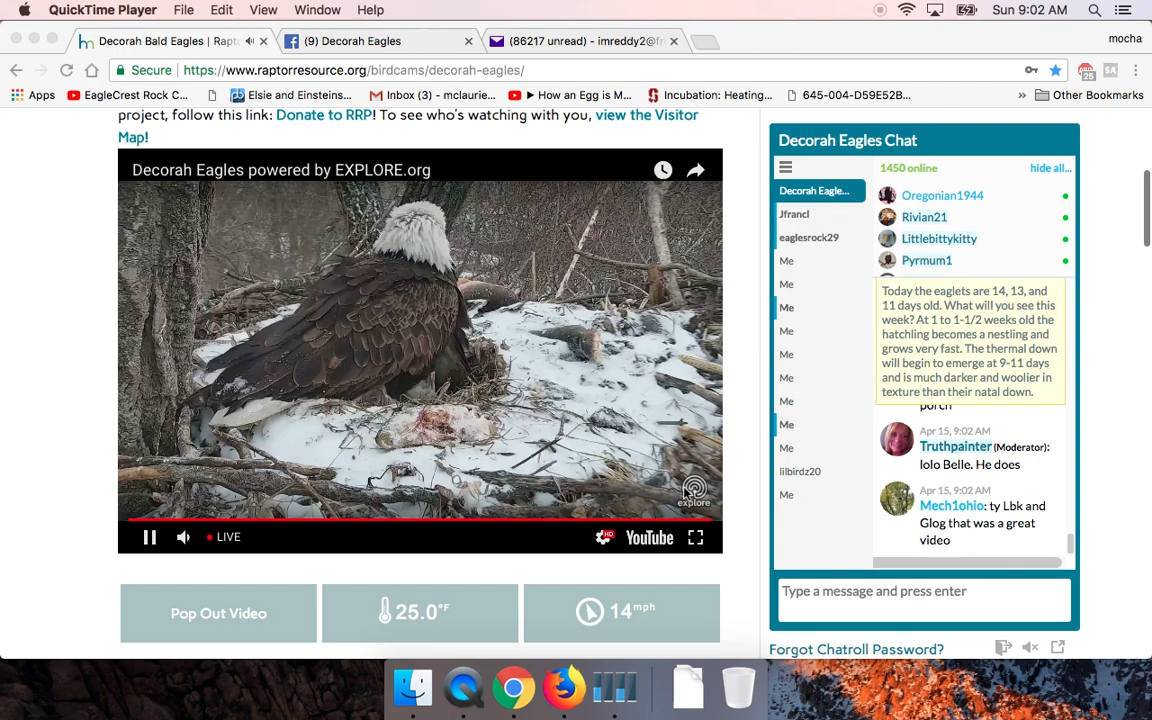 QuickTime Player File Edit View Window Help Sun 9:02 AM
Decorah Bald Eagles | Rapto
(9) Decorah Eagles
(86217 unread) - imreddy2@fr
mocha
Secure https://www.raptorresource.org/birdcams/decorah-eagles/
Apps EagleCrest Rock C... Elsie and Einsteins... Inbox (3) - mclaurie... How an Egg is M... Incubation: Heating... 645-004-D59E52B... » Other Bookmarks
project, follow this link: Donate to RRP! To see who's watching with you, view the Visitor
Map!
Decorah Eagles powered by EXPLORE.org
explore
LIVE
HD
YouTube
Pop Out Video
25.0°F
14mph
Decorah Eagles Chat
1450 online hide all...
Decorah Eagle...
Jfrancl
eaglesrock29
Me
Me
Me
Me
Me
Me
Me
Me
Me
lilbirdz20
Me
Oregonian1944
Rivian21
Littlebittykitty
Pyrmum1
Today the eaglets are 14, 13, and
11 days old. What will you see this
week? At 1 to 1-1/2 weeks old the
hatchling becomes a nestling and
grows very fast. The thermal down
will begin to emerge at 9-11 days
and is much darker and woolier in
texture than their natal down.
porch
Apr 15, 9:02 AM
Truthpainter (Moderator):
lolo Belle. He does
Apr 15, 9:02 AM
Mech1ohio: ty Lbk and
Glog that was a great
video
Type a message and press enter
Forgot Chatroll Password?